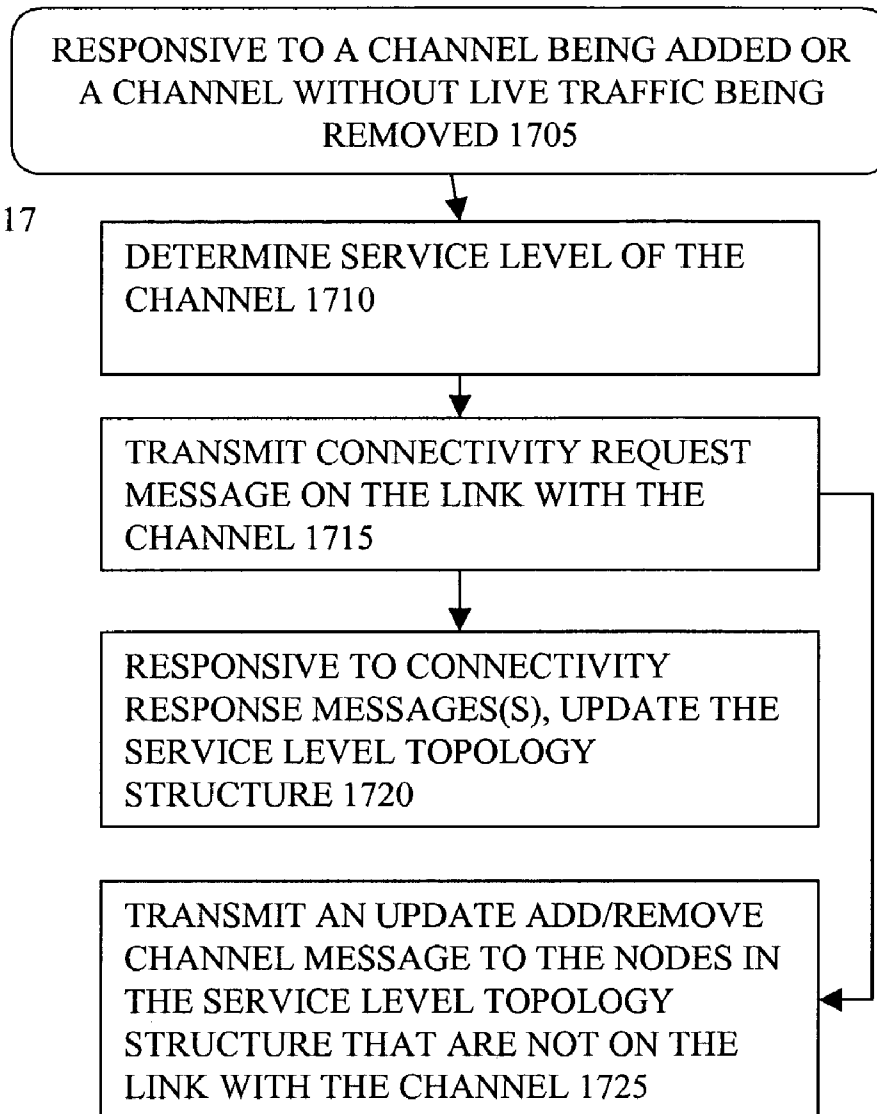 RESPONSIVE TO A CHANNEL BEING ADDED OR
A CHANNEL WITHOUT LIVE TRAFFIC BEING
REMOVED 1705
17
DETERMINE SERVICE LEVEL OF THE
CHANNEL 1710
TRANSMIT CONNECTIVITY REQUEST
MESSAGE ON THE LINK WITH THE
CHANNEL 1715
RESPONSIVE TO CONNECTIVITY
RESPONSE MESSAGES(S), UPDATE THE
SERVICE LEVEL TOPOLOGY
STRUCTURE 1720
TRANSMIT AN UPDATE ADD/REMOVE
CHANNEL MESSAGE TO THE NODES IN
THE SERVICE LEVEL TOPOLOGY
STRUCTURE THAT ARE NOT ON THE
LINK WITH THE CHANNEL 1725